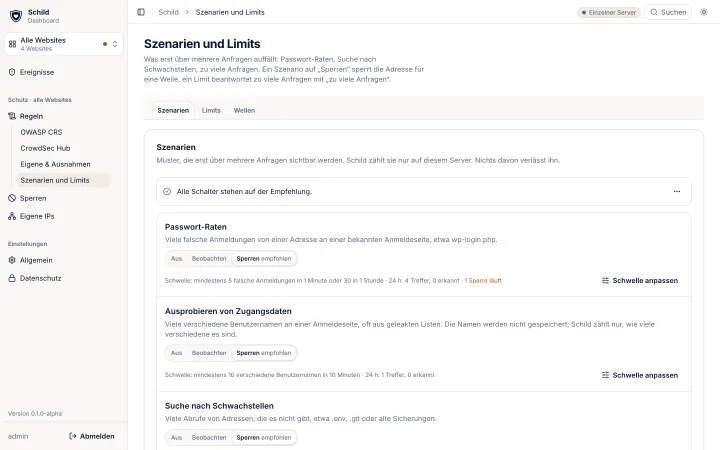 Schild
Dashboard
Alle Websites
4 Websites
Ereignisse
Schutz · alle Websites
Regeln
OWASP CRS
CrowdSec Hub
Eigene & Ausnahmen
Szenarien und Limits
Sperren
Eigene IPs
Einstellungen
Allgemein
Datenschutz
Version 0.1.0-alpha
admin
Abmelden
Schild > Szenarien und Limits
Einzelner Server
Suchen
Szenarien und Limits
Was erst über mehrere Anfragen auffällt: Passwort-Raten, Suche nach
Schwachstellen, zu viele Anfragen. Ein Szenario auf „Sperren“ sperrt die Adresse für
eine Weile, ein Limit beantwortet zu viele Anfragen mit „zu viele Anfragen“.
Szenarien Limits Wellen
Szenarien
Muster, die erst über mehrere Anfragen sichtbar werden. Schild zählt sie nur auf diesem Server. Nichts davon verlässt ihn.
Alle Schalter stehen auf der Empfehlung.
Passwort-Raten
Viele falsche Anmeldungen von einer Adresse an einer bekannten Anmeldeseite, etwa wp-login.php.
Aus Beobachten Sperren empfohlen
Schwelle: mindestens 5 falsche Anmeldungen in 1 Minute oder 30 in 1 Stunde · 24 h: 4 Treffer, 0 erkannt · 1 Sperre läuft
Schwelle anpassen
Ausprobieren von Zugangsdaten
Viele verschiedene Benutzernamen an einer Anmeldeseite, oft aus geleakten Listen. Die Namen werden nicht gespeichert, Schild zählt nur, wie viele
verschiedene es sind.
Aus Beobachten Sperren empfohlen
Schwelle: mindestens 10 verschiedene Benutzernamen in 10 Minuten · 24 h: 1 Treffer, 0 erkannt
Schwelle anpassen
Suche nach Schwachstellen
Viele Abrufe von Adressen, die es nicht gibt, etwa .env, .git oder alte Sicherungen.
Aus Beobachten Sperren empfohlen